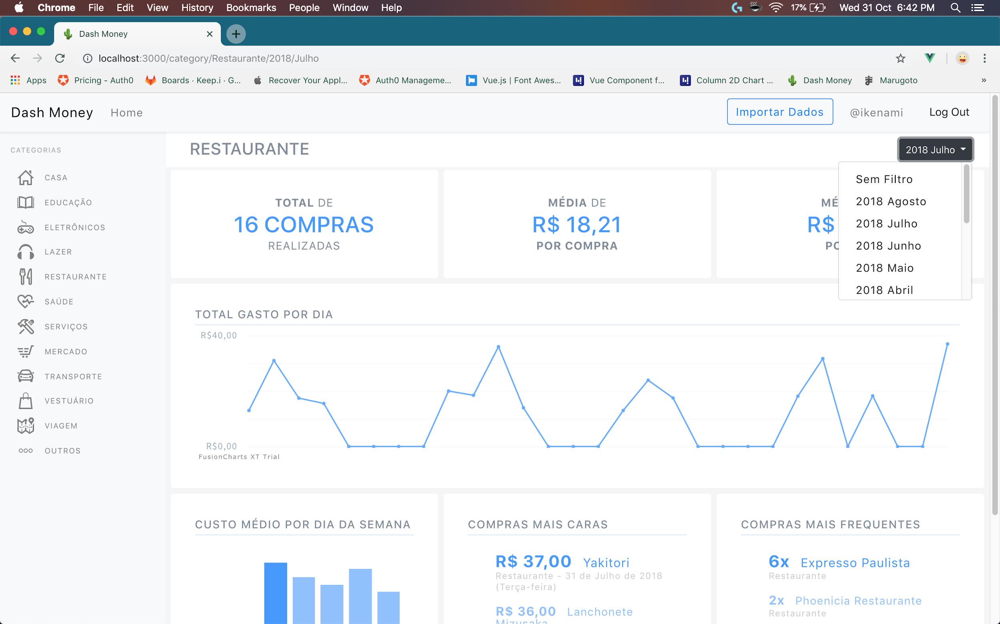 Chrome File Edit View History Bookmarks People Window Help 17% Wed 31 Oct 6:42 PM
Dash Money
localhost:3000/category/Restaurante/2018/Julho
Apps Pricing - Auth0 Boards · Keep.i · G... Recover Your Appl... Auth0 Manageme... Vue.js | Font Awes... Vue Component f... Column 2D Chart ... Dash Money Marugoto »
Dash Money Home Importar Dados @ikenami Log Out
CATEGORIAS
CASA
EDUCAÇÃO
ELETRÔNICOS
LAZER
RESTAURANTE
SAÚDE
SERVIÇOS
MERCADO
TRANSPORTE
VESTUÁRIO
VIAGEM
OUTROS
RESTAURANTE
2018 Julho
Sem Filtro
2018 Agosto
2018 Julho
2018 Junho
2018 Maio
2018 Abril
TOTAL DE
16 COMPRAS
REALIZADAS
MÉDIA DE
R$ 18,21
POR COMPRA
R$
TOTAL GASTO POR DIA
R$40,00
R$0,00
FusionCharts XT Trial
CUSTO MÉDIO POR DIA DA SEMANA
COMPRAS MAIS CARAS
R$ 37,00 Yakitori
Restaurante - 31 de Julho de 2018
(Terça-feira)
R$ 36,00 Lanchonete
Mizusaka
COMPRAS MAIS FREQUENTES
6x Expresso Paulista
Restaurante
2x Phoenicia Restaurante
Restaurante